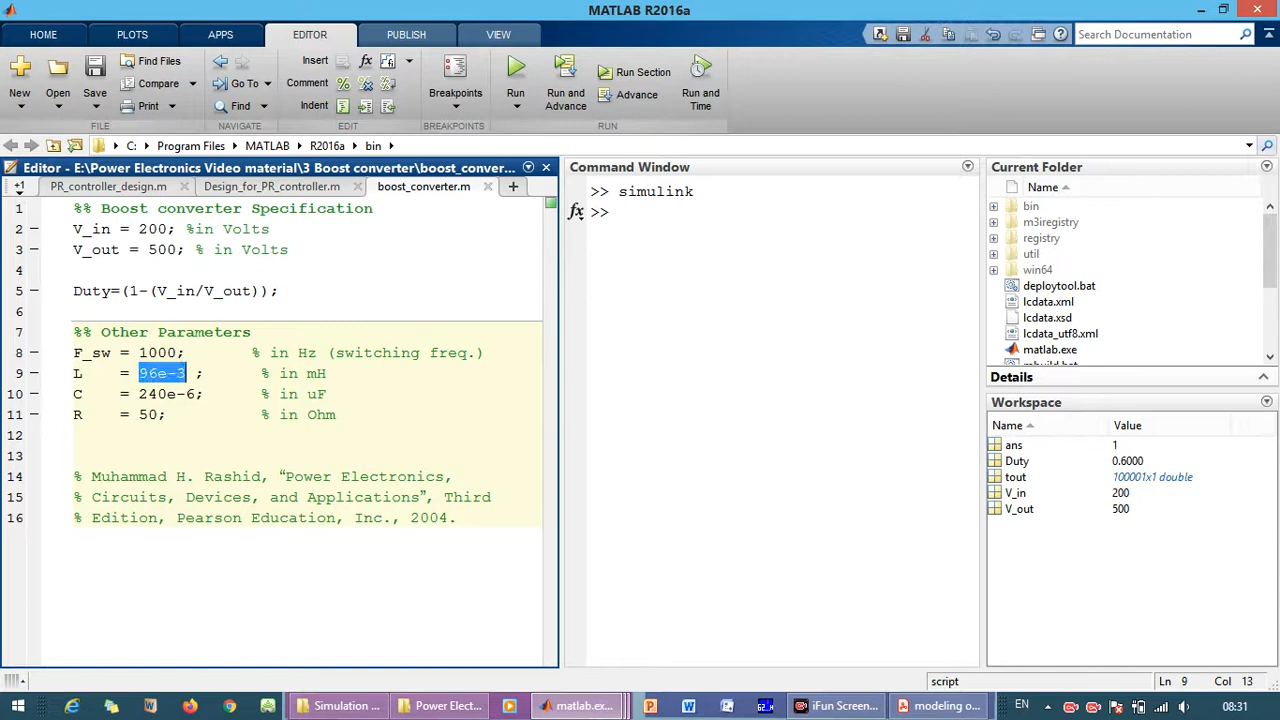 MATLAB R2016a
HOME PLOTS APPS EDITOR PUBLISH VIEW Search Documentation
New Open Save Find Files Compare Print
Go To Find
Insert Comment Indent
Breakpoints
Run Run and Advance Run Section Advance Run and Time
FILE NAVIGATE EDIT BREAKPOINTS RUN
C: Program Files MATLAB R2016a bin
Editor - E:\Power Electronics Video material\3 Boost converter\boost_conver...
+1 PR_controller_design.m Design_for_PR_controller.m boost_converter.m
1 %% Boost converter Specification
2 V_in = 200; %in Volts
3 V_out = 500; % in Volts
4
5 Duty=(1-(V_in/V_out));
6
7 %% Other Parameters
8 F_sw = 1000; % in Hz (switching freq.)
9 L = 96e-3 ; % in mH
10 C = 240e-6; % in uF
11 R = 50; % in Ohm
12
13
14 % Muhammad H. Rashid, “Power Electronics,
15 % Circuits, Devices, and Applications”, Third
16 % Edition, Pearson Education, Inc., 2004.
Command Window
>> simulink
fx >>
Current Folder
Name
bin
m3iregistry
registry
util
win64
deploytool.bat
lcdata.xml
lcdata.xsd
lcdata_utf8.xml
matlab.exe
Details
Workspace
Name Value
ans 1
Duty 0.6000
tout 100001x1 double
V_in 200
V_out 500
script Ln 9 Col 13
Simulation ... Power Elect... matlab.ex... iFun Screen... modeling o... EN 08:31